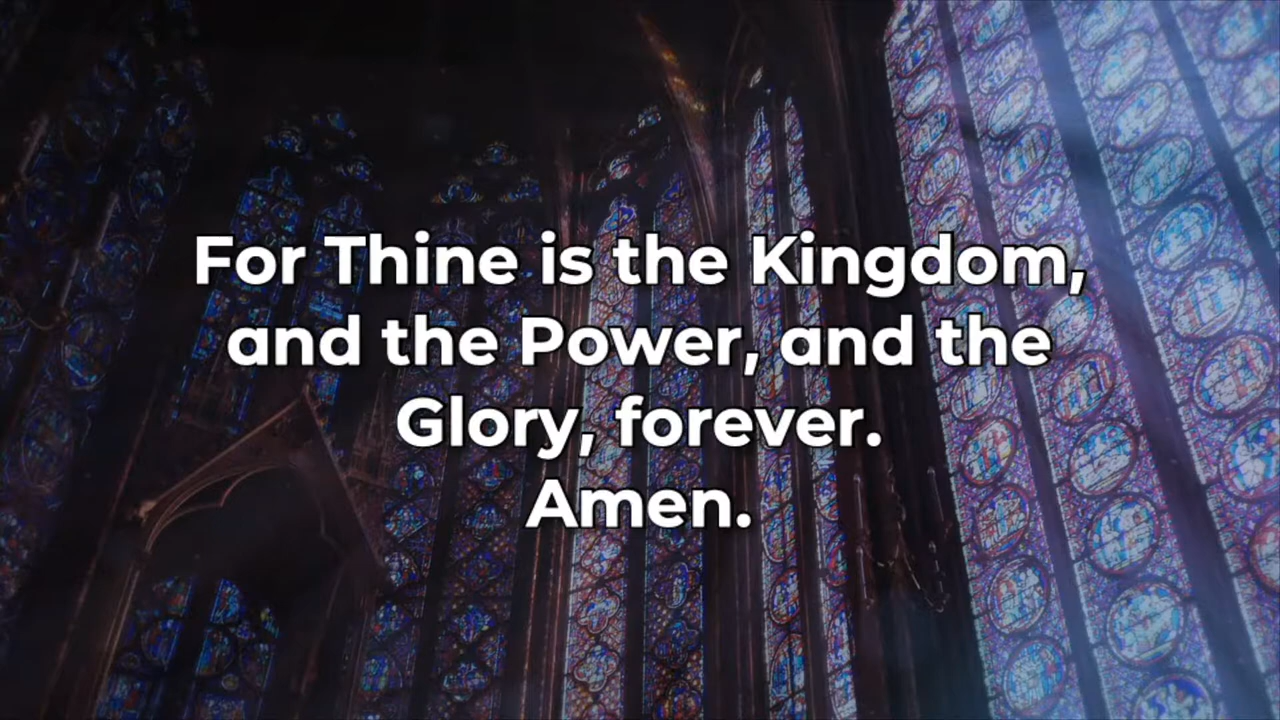 For Thine is the Kingdom,
and the Power, and the
Glory, forever.
Amen.